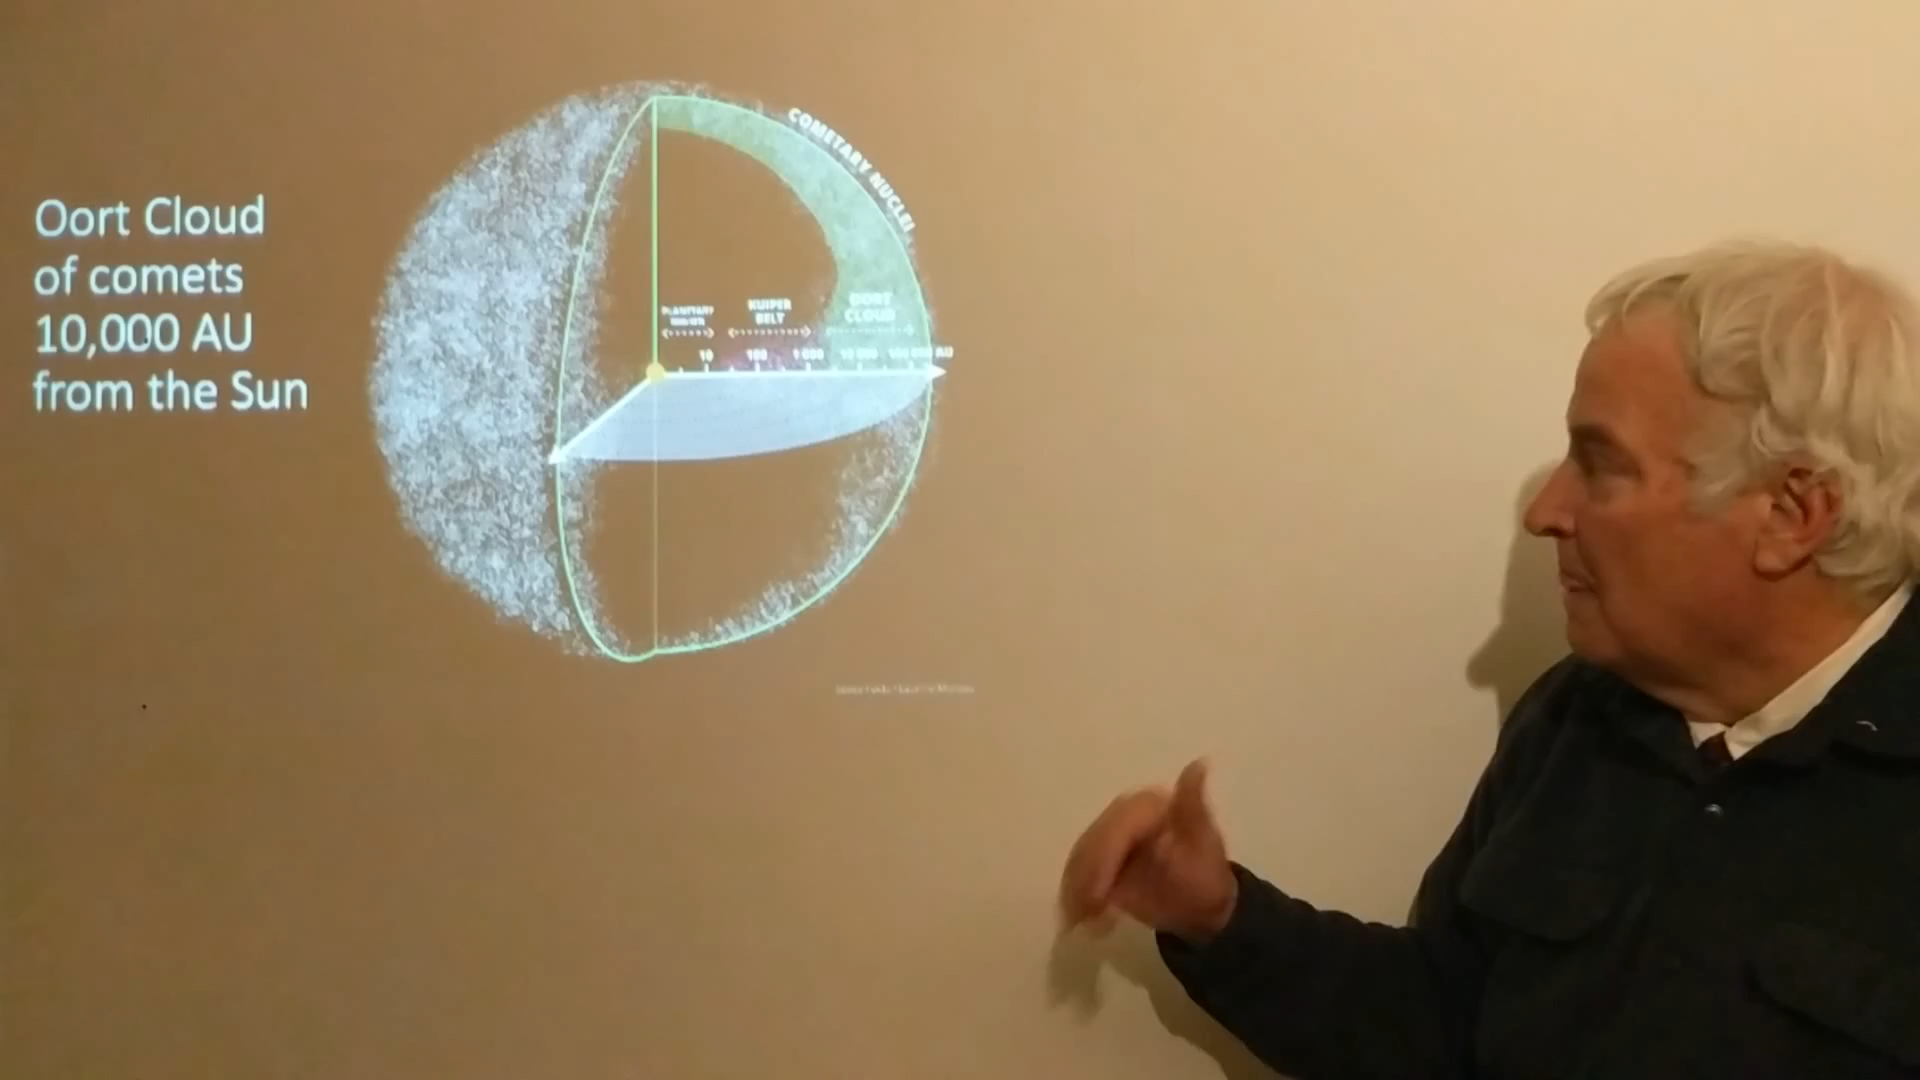 Oort Cloud
of comets
10,000 AU
from the Sun
COMETARY NUCLEI
PLANETARY
KUIPER
BELT
OORT
CLOUD
10
100
1 000
10 000
100 000 AU